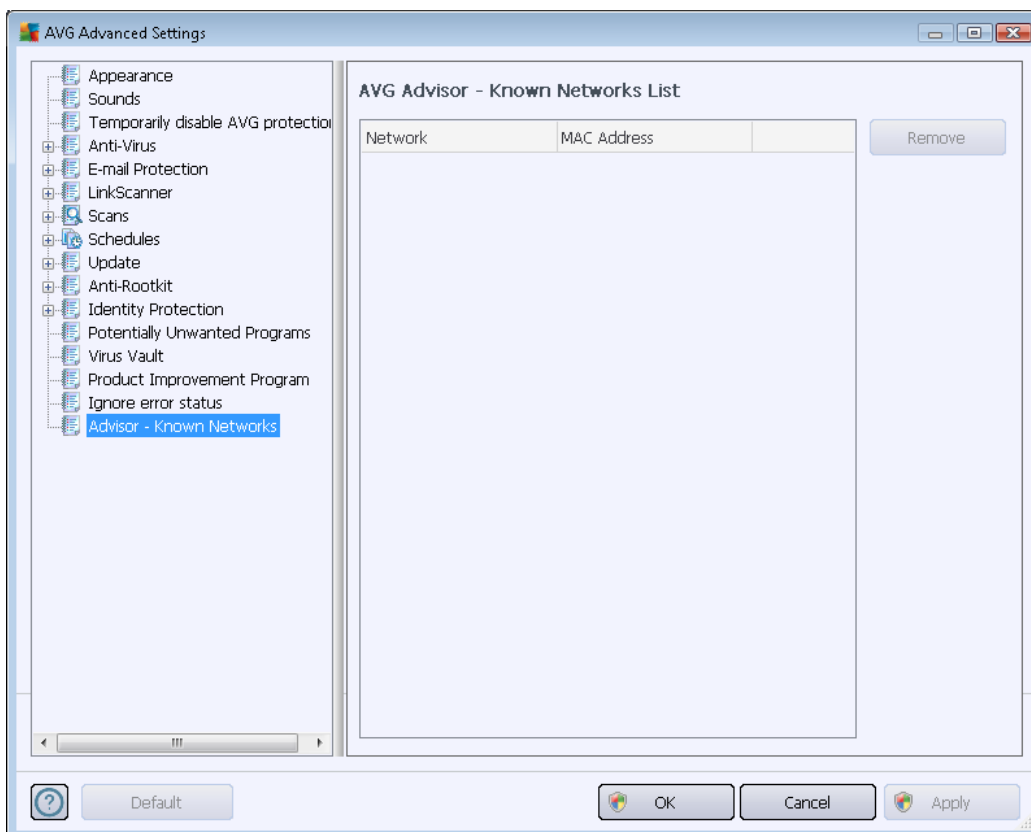 AVG Advanced Settings
Appearance
Sounds
Temporarily disable AVG protection
Anti-Virus
E-mail Protection
LinkScanner
Scans
Schedules
Update
Anti-Rootkit
Identity Protection
Potentially Unwanted Programs
Virus Vault
Product Improvement Program
Ignore error status
Advisor - Known Networks
AVG Advisor - Known Networks List
Network MAC Address
Remove
? Default OK Cancel Apply